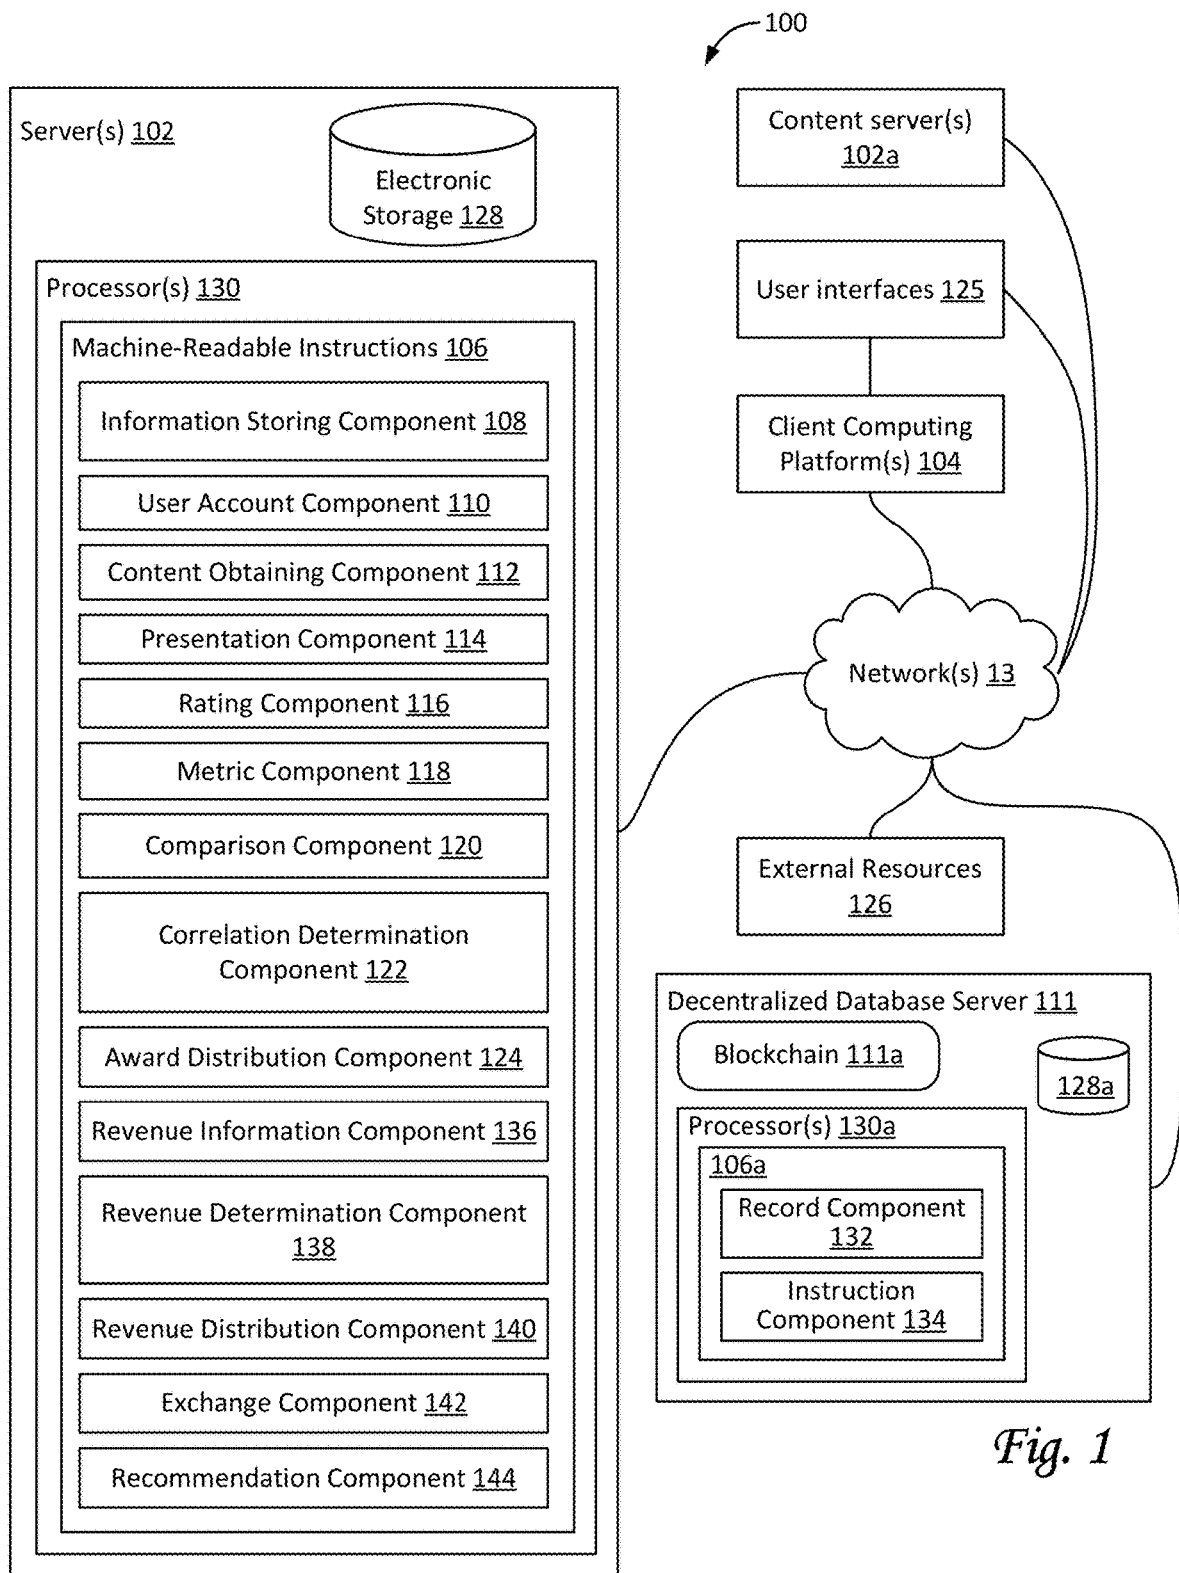 100
Server(s) 102
Electronic
Storage 128
Processor(s) 130
Machine-Readable Instructions 106
Information Storing Component 108
User Account Component 110
Content Obtaining Component 112
Presentation Component 114
Rating Component 116
Metric Component 118
Comparison Component 120
Correlation Determination
Component 122
Award Distribution Component 124
Revenue Information Component 136
Revenue Determination Component
138
Revenue Distribution Component 140
Exchange Component 142
Recommendation Component 144
Content server(s)
102a
User interfaces 125
Client Computing
Platform(s) 104
Network(s) 13
External Resources
126
Decentralized Database Server 111
Blockchain 111a
128a
Processor(s) 130a
106a
Record Component
132
Instruction
Component 134
Fig. 1